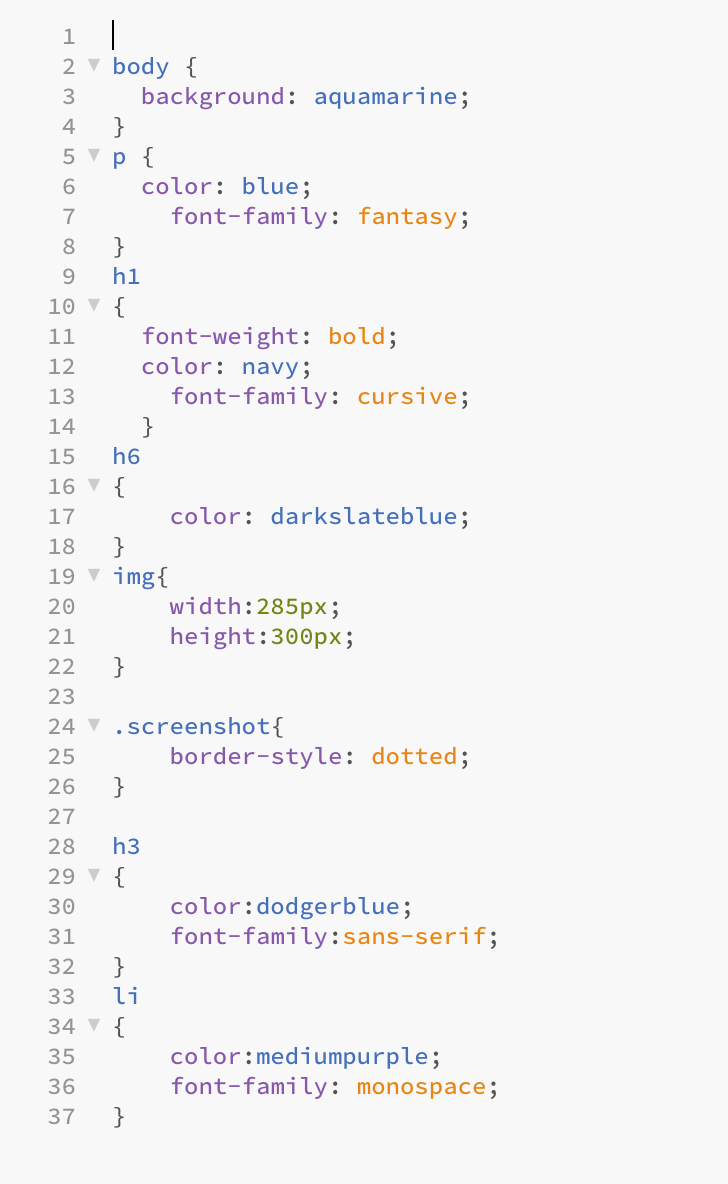 1
2 body {
3   background: aquamarine;
4 }
5 p {
6   color: blue;
7     font-family: fantasy;
8 }
9 h1
10 {
11   font-weight: bold;
12   color: navy;
13     font-family: cursive;
14   }
15 h6
16 {
17     color: darkslateblue;
18 }
19 img{
20     width:285px;
21     height:300px;
22 }
23
24 .screenshot{
25     border-style: dotted;
26 }
27
28 h3
29 {
30     color:dodgerblue;
31     font-family:sans-serif;
32 }
33 li
34 {
35     color:mediumpurple;
36     font-family: monospace;
37 }